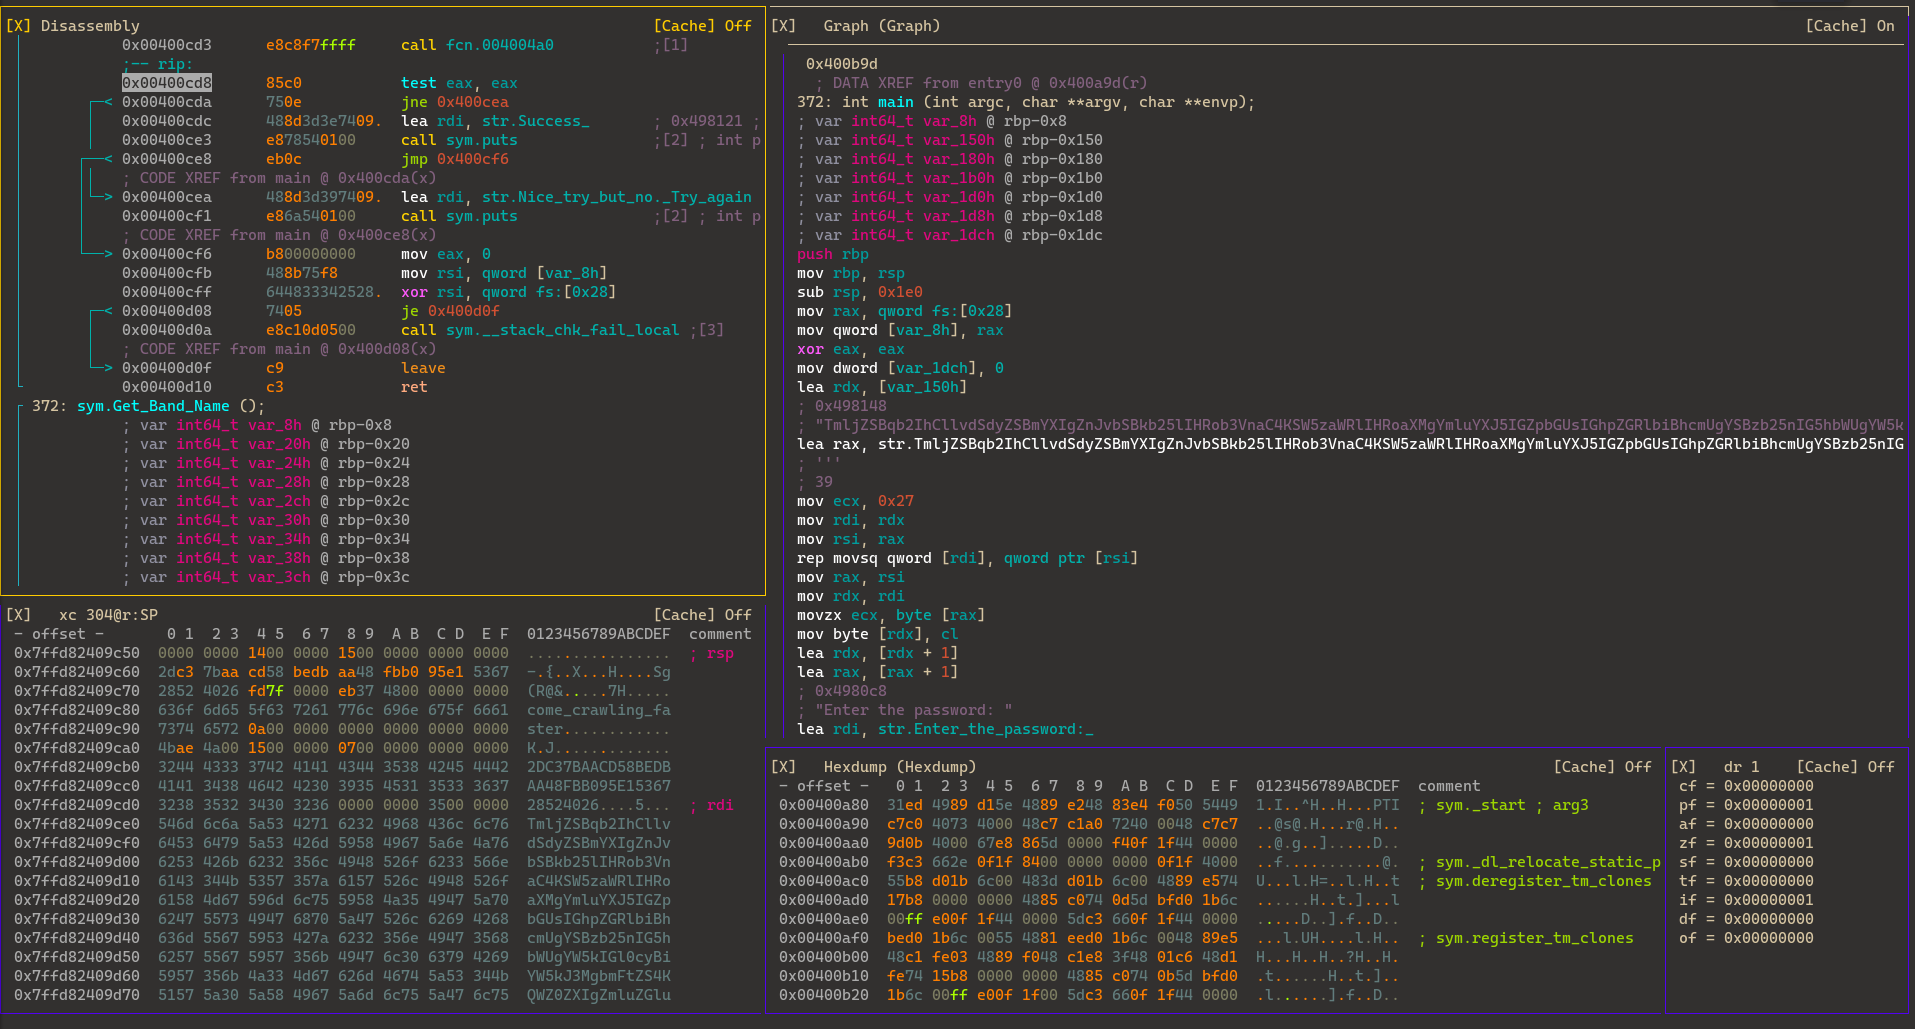 [X] Disassembly [Cache] Off
0x00400cd3 e8c8f7ffff call fcn.004004a0 ;[1]
;-- rip:
0x00400cd8 85c0 test eax, eax
0x00400cda 750e jne 0x400cea
0x00400cdc 488d3d3e7409. lea rdi, str.Success_ ; 0x498121 ;
0x00400ce3 e878540100 call sym.puts ;[2] ; int p
0x00400ce8 eb0c jmp 0x400cf6
; CODE XREF from main @ 0x400cda(x)
0x00400cea 488d3d397409. lea rdi, str.Nice_try_but_no._Try_again
0x00400cf1 e86a540100 call sym.puts ;[2] ; int p
; CODE XREF from main @ 0x400ce8(x)
0x00400cf6 b800000000 mov eax, 0
0x00400cfb 488b75f8 mov rsi, qword [var_8h]
0x00400cff 644833342528. xor rsi, qword fs:[0x28]
0x00400d08 7405 je 0x400d0f
0x00400d0a e8c10d0500 call sym.__stack_chk_fail_local ;[3]
; CODE XREF from main @ 0x400d08(x)
0x00400d0f c9 leave
0x00400d10 c3 ret
372: sym.Get_Band_Name ();
; var int64_t var_8h @ rbp-0x8
; var int64_t var_20h @ rbp-0x20
; var int64_t var_24h @ rbp-0x24
; var int64_t var_28h @ rbp-0x28
; var int64_t var_2ch @ rbp-0x2c
; var int64_t var_30h @ rbp-0x30
; var int64_t var_34h @ rbp-0x34
; var int64_t var_38h @ rbp-0x38
; var int64_t var_3ch @ rbp-0x3c
[X] xc 304@r:SP [Cache] Off
- offset - 0 1 2 3 4 5 6 7 8 9 A B C D E F 0123456789ABCDEF comment
0x7ffd82409c50 0000 0000 1400 0000 1500 0000 0000 0000 ................ ; rsp
0x7ffd82409c60 2dc3 7baa cd58 bedb aa48 fbb0 95e1 5367 -.{..X...H....Sg
0x7ffd82409c70 2852 4026 fd7f 0000 eb37 4800 0000 0000 (R@&.....7H.....
0x7ffd82409c80 636f 6d65 5f63 7261 776c 696e 675f 6661 come_crawling_fa
0x7ffd82409c90 7374 6572 0a00 0000 0000 0000 0000 0000 ster............
0x7ffd82409ca0 4bae 4a00 1500 0000 0700 0000 0000 0000 K.J.............
0x7ffd82409cb0 3244 4333 3742 4141 4344 3538 4245 4442 2DC37BAACD58BEDB
0x7ffd82409cc0 4141 3438 4642 4230 3935 4531 3533 3637 AA48FBB095E15367
0x7ffd82409cd0 3238 3532 3430 3236 0000 0000 3500 0000 28524026....5... ; rdi
0x7ffd82409ce0 546d 6c6a 5a53 4271 6232 4968 436c 6c76 TmljZSBqb2IhCllv
0x7ffd82409cf0 6453 6479 5a53 426d 5958 4967 5a6e 4a76 dSdyZSBmYXIgZnJv
0x7ffd82409d00 6253 426b 6232 356c 4948 526f 6233 566e bSBkb25lIHRob3Vn
0x7ffd82409d10 6143 344b 5357 357a 6157 526c 4948 526f aC4KSW5zaWRlIHRo
0x7ffd82409d20 6158 4d67 596d 6c75 5958 4a35 4947 5a70 aXMgYmluYXJ5IGZp
0x7ffd82409d30 6247 5573 4947 6870 5a47 526c 6269 4268 bGUsIGhpZGRlbiBh
0x7ffd82409d40 636d 5567 5953 427a 6232 356e 4947 3568 cmUgYSBzb25nIG5h
0x7ffd82409d50 6257 5567 5957 356b 4947 6c30 6379 4269 bWUgYW5kIGl0cyBi
0x7ffd82409d60 5957 356b 4a33 4d67 626d 4674 5a53 344b YW5kJ3MgbmFtZS4K
0x7ffd82409d70 5157 5a30 5a58 4967 5a6d 6c75 5a47 6c75 QWZ0ZXIgZmluZGlu
[X] Graph (Graph) [Cache] On
0x400b9d
; DATA XREF from entry0 @ 0x400a9d(r)
372: int main (int argc, char **argv, char **envp);
; var int64_t var_8h @ rbp-0x8
; var int64_t var_150h @ rbp-0x150
; var int64_t var_180h @ rbp-0x180
; var int64_t var_1b0h @ rbp-0x1b0
; var int64_t var_1d0h @ rbp-0x1d0
; var int64_t var_1d8h @ rbp-0x1d8
; var int64_t var_1dch @ rbp-0x1dc
push rbp
mov rbp, rsp
sub rsp, 0x1e0
mov rax, qword fs:[0x28]
mov qword [var_8h], rax
xor eax, eax
mov dword [var_1dch], 0
lea rdx, [var_150h]
; 0x498148
; "TmljZSBqb2IhCllvdSdyZSBmYXIgZnJvbSBkb25lIHRob3VnaC4KSW5zaWRlIHRoaXMgYmluYXJ5IGZpbGUsIGhpZGRlbiBhcmUgYSBzb25nIG5hbWUgYW5k
lea rax, str.TmljZSBqb2IhCllvdSdyZSBmYXIgZnJvbSBkb25lIHRob3VnaC4KSW5zaWRlIHRoaXMgYmluYXJ5IGZpbGUsIGhpZGRlbiBhcmUgYSBzb25nIG
; '''
; 39
mov ecx, 0x27
mov rdi, rdx
mov rsi, rax
rep movsq qword [rdi], qword ptr [rsi]
mov rax, rsi
mov rdx, rdi
movzx ecx, byte [rax]
mov byte [rdx], cl
lea rdx, [rdx + 1]
lea rax, [rax + 1]
; 0x4980c8
; "Enter the password: "
lea rdi, str.Enter_the_password:_
[X] Hexdump (Hexdump) [Cache] Off
- offset - 0 1 2 3 4 5 6 7 8 9 A B C D E F 0123456789ABCDEF comment
0x00400a80 31ed 4989 d15e 4889 e248 83e4 f050 5449 1.I..^H..H...PTI ; sym._start ; arg3
0x00400a90 c7c0 4073 4000 48c7 c1a0 7240 0048 c7c7 ..@s@.H...r@.H..
0x00400aa0 9d0b 4000 67e8 865d 0000 f40f 1f44 0000 ..@.g..].....D..
0x00400ab0 f3c3 662e 0f1f 8400 0000 0000 0f1f 4000 ..f...........@. ; sym._dl_relocate_static_p
0x00400ac0 55b8 d01b 6c00 483d d01b 6c00 4889 e574 U...l.H=..l.H..t ; sym.deregister_tm_clones
0x00400ad0 17b8 0000 0000 4885 c074 0d5d bfd0 1b6c ......H..t.]...l
0x00400ae0 00ff e00f 1f44 0000 5dc3 660f 1f44 0000 .....D..].f..D..
0x00400af0 bed0 1b6c 0055 4881 eed0 1b6c 0048 89e5 ...l.UH....l.H.. ; sym.register_tm_clones
0x00400b00 48c1 fe03 4889 f048 c1e8 3f48 01c6 48d1 H...H..H..?H..H.
0x00400b10 fe74 15b8 0000 0000 4885 c074 0b5d bfd0 .t......H..t.]..
0x00400b20 1b6c 00ff e00f 1f00 5dc3 660f 1f44 0000 .l......].f..D..
[X] dr 1 [Cache] Off
cf = 0x00000000
pf = 0x00000001
af = 0x00000000
zf = 0x00000001
sf = 0x00000000
tf = 0x00000000
if = 0x00000001
df = 0x00000000
of = 0x00000000